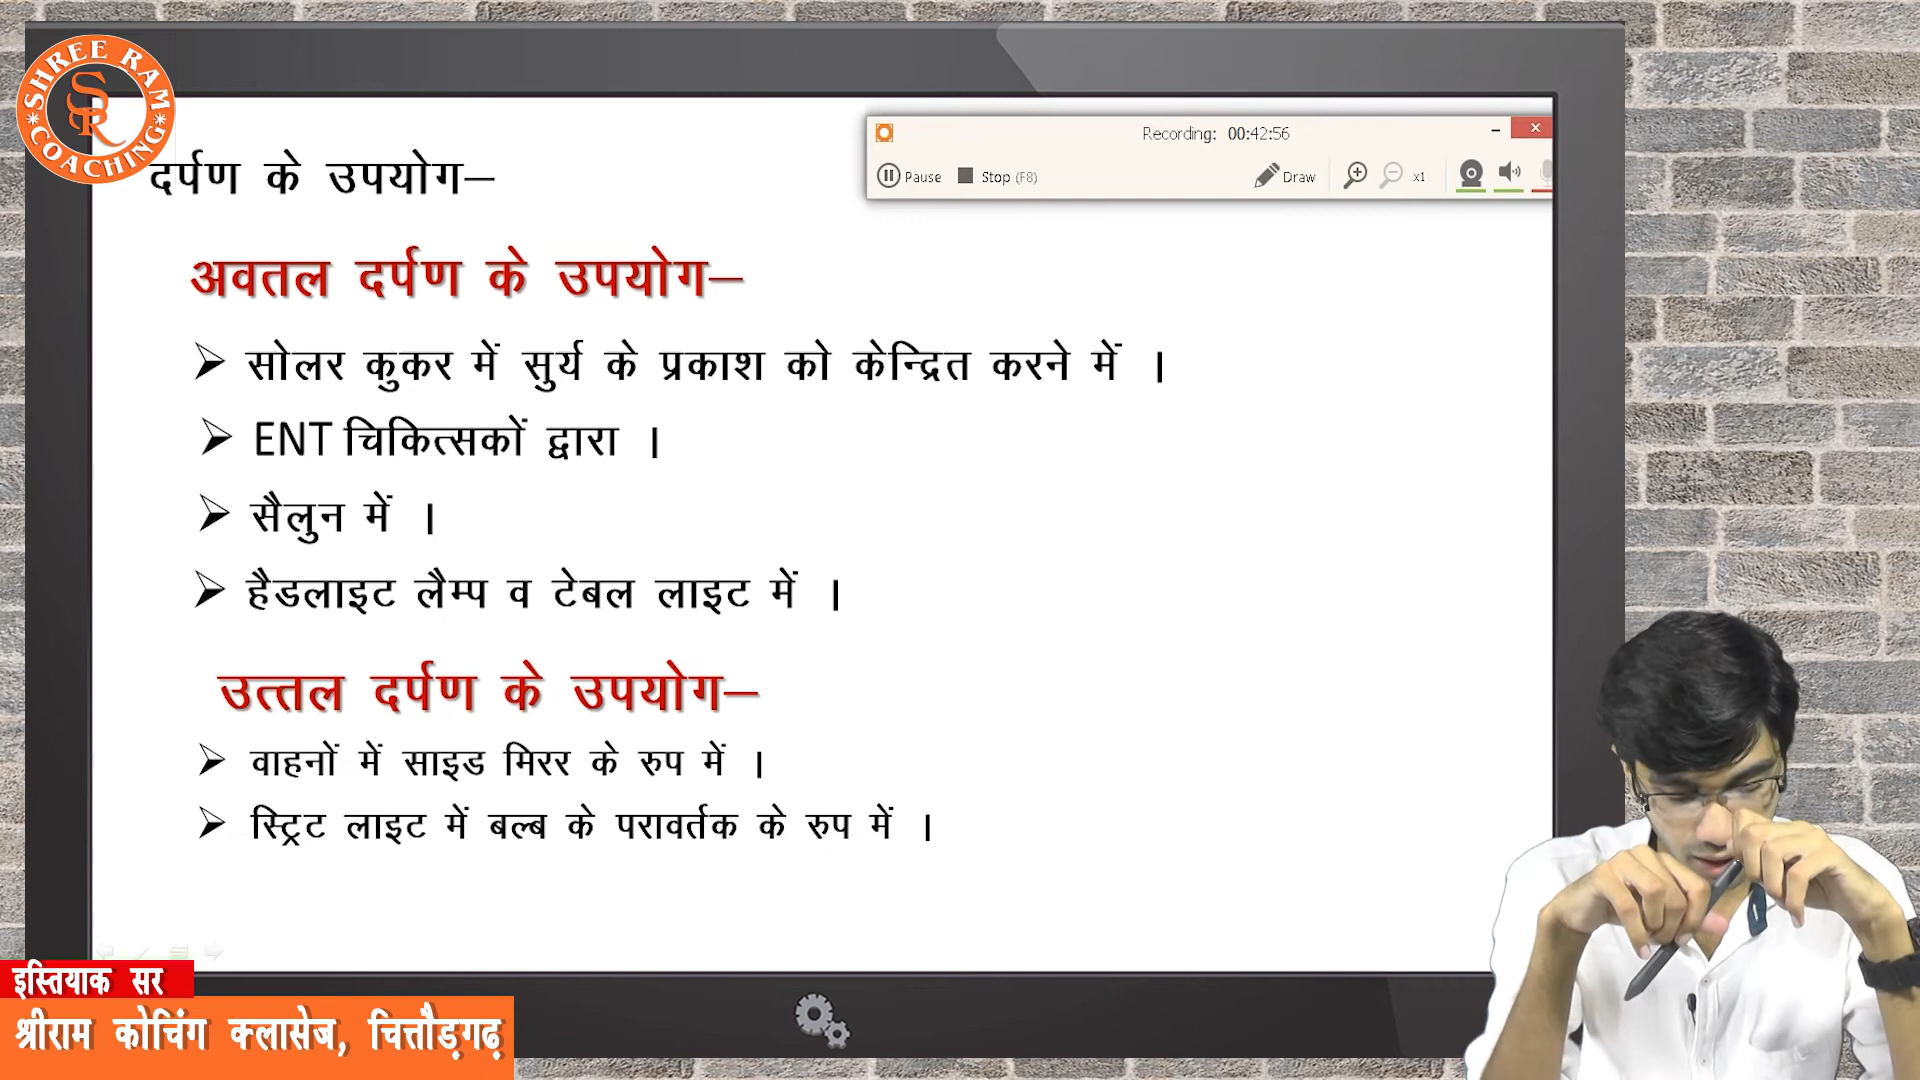 SHREE RAM
SR
COACHING
दर्पण के उपयोग–
Recording: 00:42:56
Pause Stop (F8) Draw x1
अवतल दर्पण के उपयोग–
➢ सोलर कुकर में सुर्य के प्रकाश को केन्द्रित करने में ।
➢ ENT चिकित्सकों द्वारा ।
➢ सैलुन में ।
➢ हैडलाइट लैम्प व टेबल लाइट में ।
उत्तल दर्पण के उपयोग–
➢ वाहनों में साइड मिरर के रुप में ।
➢ स्ट्रिट लाइट में बल्ब के परावर्तक के रुप में ।
इस्तियाक सर
श्रीराम कोचिंग क्लासेज, चित्तौड़गढ़